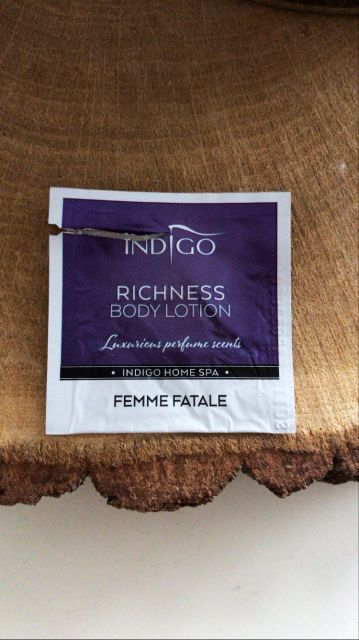 INDIGO
RICHNESS
BODY LOTION
Luxurious perfume scents
• INDIGO HOME SPA •
FEMME FATALE